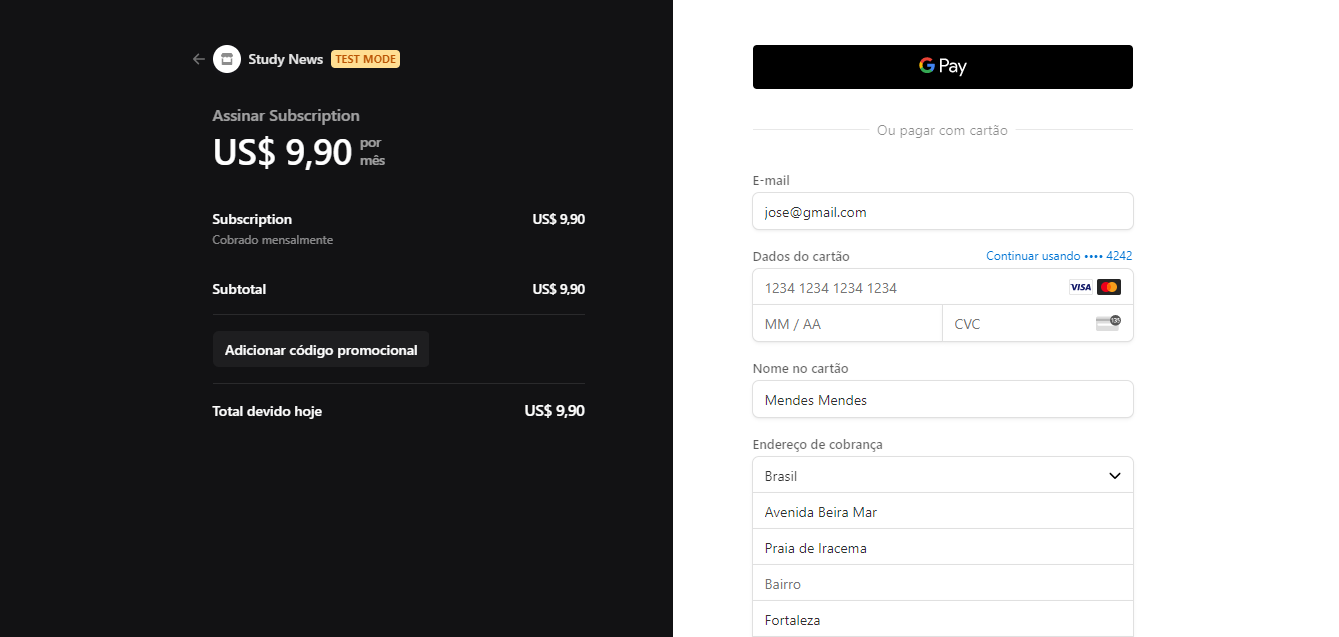 Study News TEST MODE
Assinar Subscription
US$ 9,90 por
mês
Subscription US$ 9,90
Cobrado mensalmente
Subtotal US$ 9,90
Adicionar código promocional
Total devido hoje US$ 9,90
G Pay
Ou pagar com cartão
E-mail
jose@gmail.com
Dados do cartão Continuar usando •••• 4242
1234 1234 1234 1234 VISA
MM / AA CVC 135
Nome no cartão
Mendes Mendes
Endereço de cobrança
Brasil
Avenida Beira Mar
Praia de Iracema
Bairro
Fortaleza